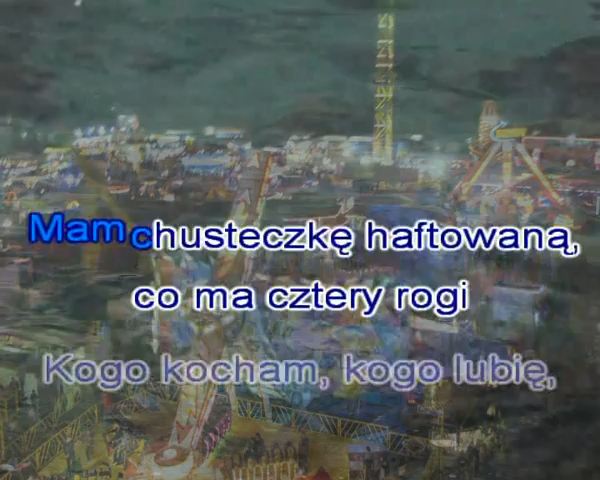 Mam chusteczkę haftowaną,
co ma cztery rogi
Kogo kocham, kogo lubię,